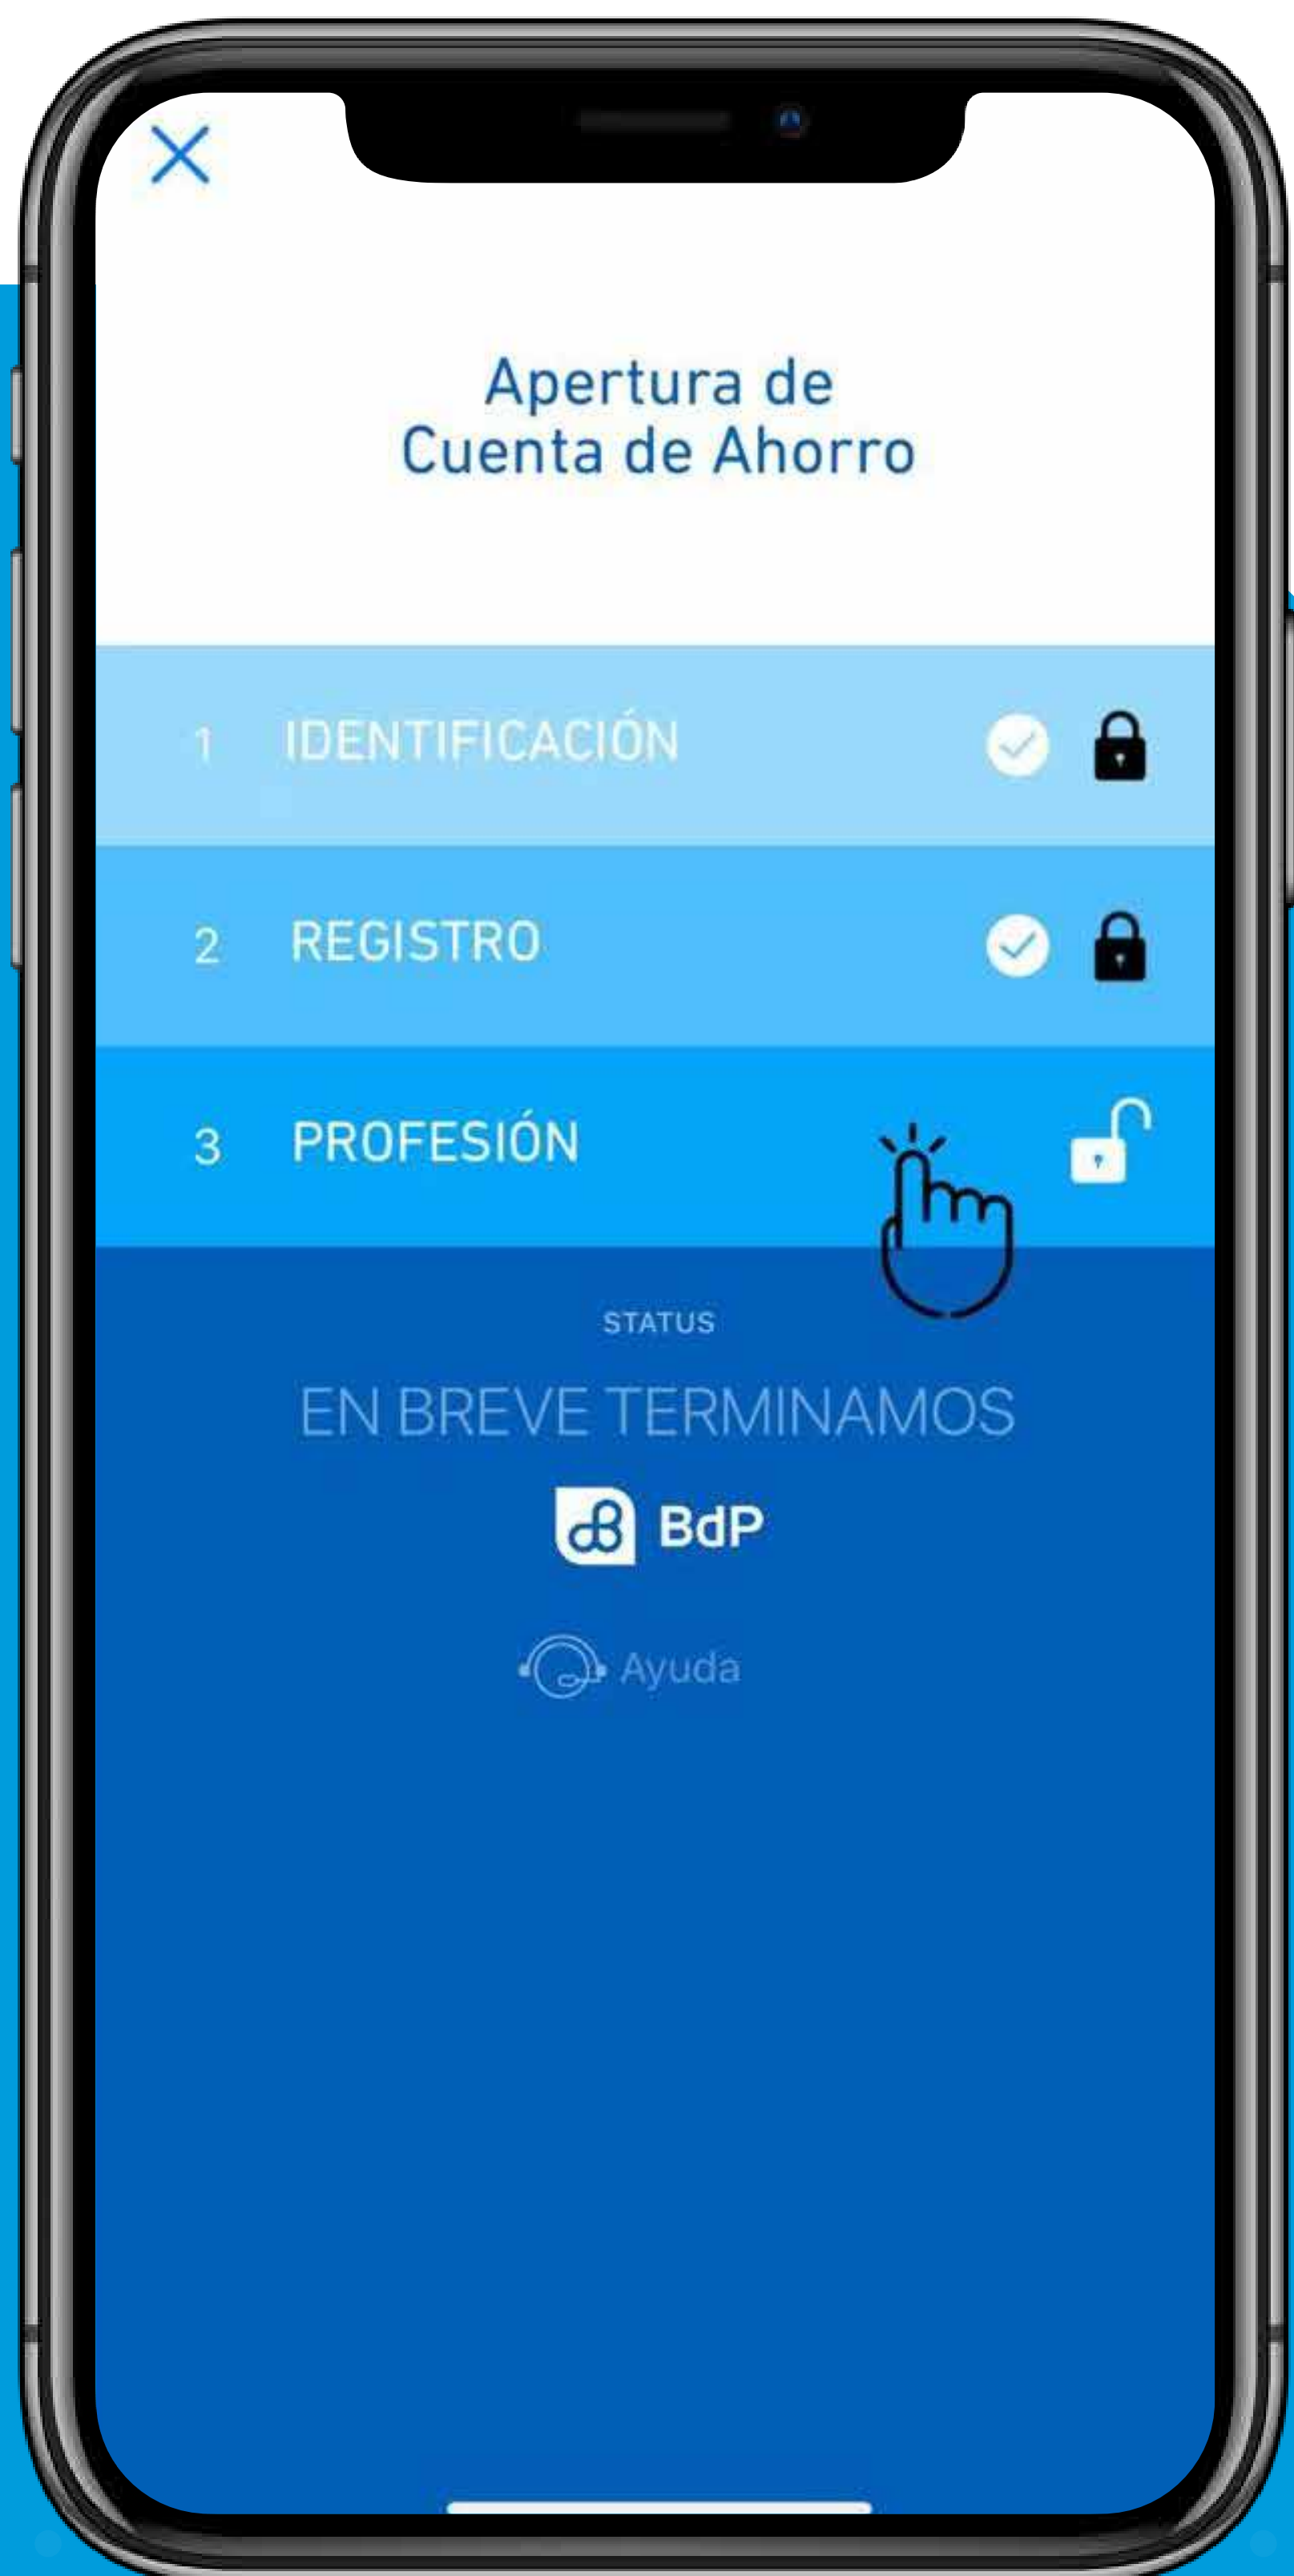 Apertura de
Cuenta de Ahorro
1 IDENTIFICACIÓN
2 REGISTRO
3 PROFESIÓN
STATUS
EN BREVE TERMINAMOS
BdP
Ayuda